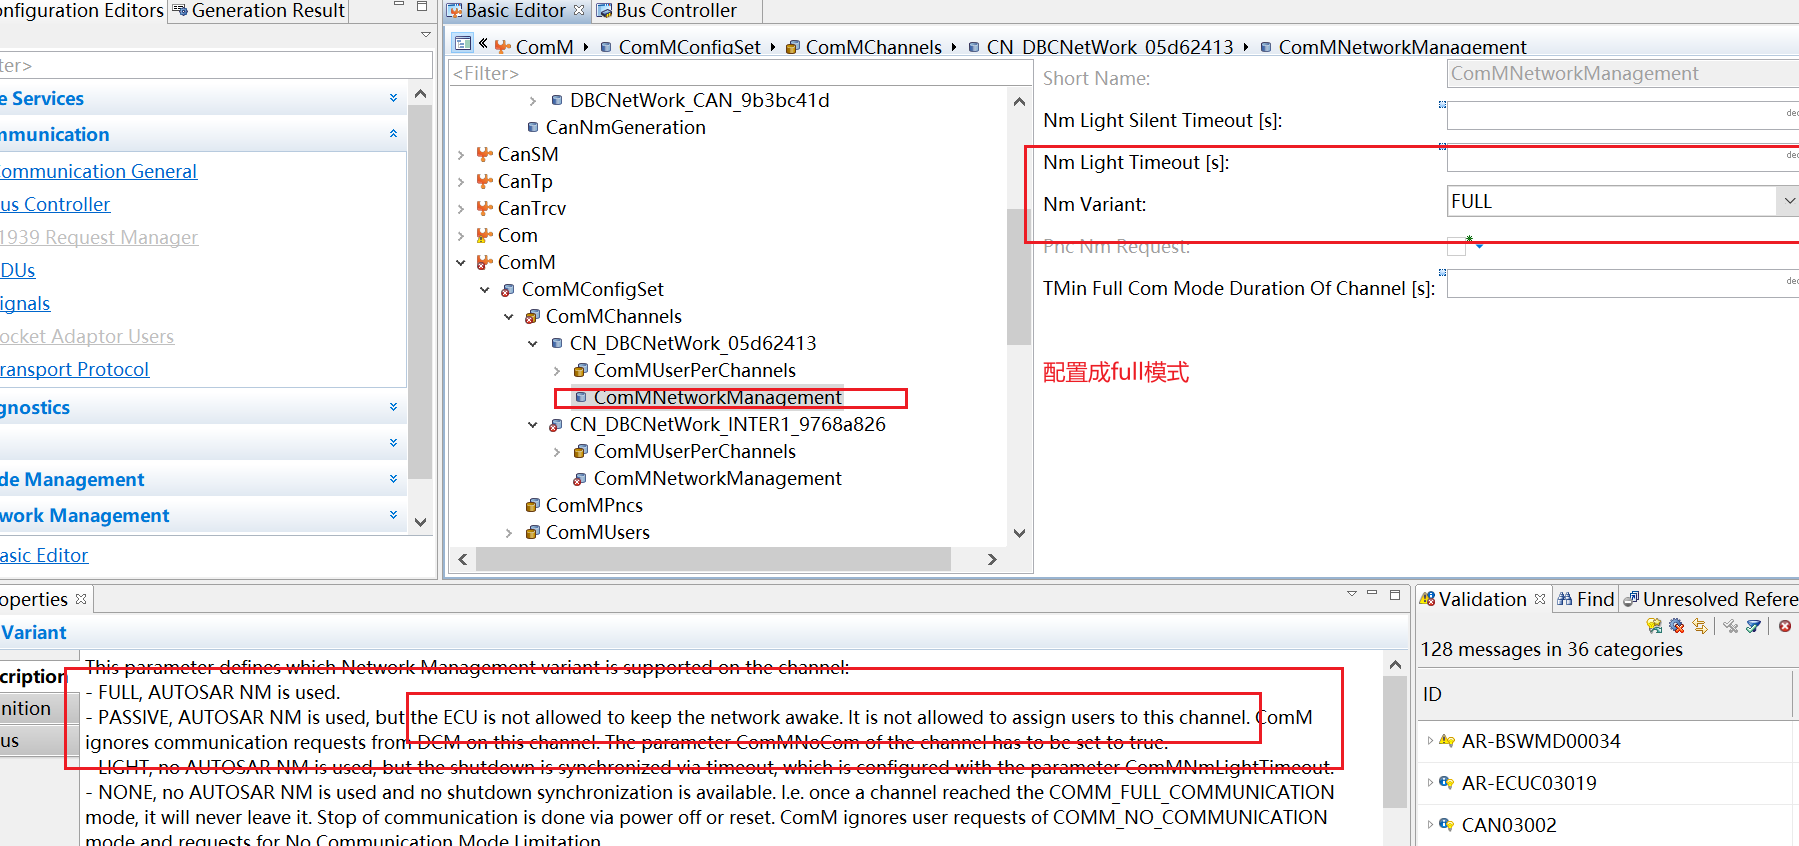 onfiguration Editors
Generation Result
Basic Editor
Bus Controller
ter>
e Services
mmunication
ommunication General
us Controller
1939 Request Manager
DUs
ignals
ocket Adaptor Users
ransport Protocol
gnostics
de Management
work Management
asic Editor
ComM
ComMConfigSet
ComMChannels
CN_DBCNetWork_05d62413
ComMNetworkManagement
<Filter>
DBCNetWork_CAN_9b3bc41d
CanNmGeneration
CanSM
CanTp
CanTrcv
Com
ComM
ComMConfigSet
ComMChannels
CN_DBCNetWork_05d62413
ComMUserPerChannels
ComMNetworkManagement
CN_DBCNetWork_INTER1_9768a826
ComMUserPerChannels
ComMNetworkManagement
ComMPncs
ComMUsers
Short Name:
ComMNetworkManagement
Nm Light Silent Timeout [s]:
dec
Nm Light Timeout [s]:
dec
Nm Variant:
FULL
Pnc Nm Request:
TMin Full Com Mode Duration Of Channel [s]:
dec
配置成full模式
operties
Variant
cription
nition
us
This parameter defines which Network Management variant is supported on the channel:
- FULL, AUTOSAR NM is used.
- PASSIVE, AUTOSAR NM is used, but the ECU is not allowed to keep the network awake. It is not allowed to assign users to this channel. ComM
ignores communication requests from DCM on this channel. The parameter ComMNoCom of the channel has to be set to true.
- LIGHT, no AUTOSAR NM is used, but the shutdown is synchronized via timeout, which is configured with the parameter ComMNmLightTimeout.
- NONE, no AUTOSAR NM is used and no shutdown synchronization is available. I.e. once a channel reached the COMM_FULL_COMMUNICATION
mode, it will never leave it. Stop of communication is done via power off or reset. ComM ignores user requests of COMM_NO_COMMUNICATION
mode and requests for No Communication Mode Limitation.
Validation
Find
Unresolved Refere
128 messages in 36 categories
ID
AR-BSWMD00034
AR-ECUC03019
CAN03002